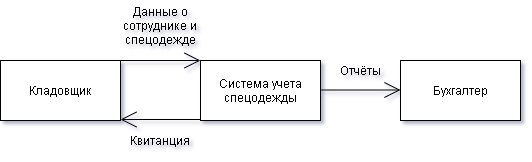 Данные о
сотруднике и
спецодежде
Кладовщик
Система учета
спецодежды
Отчёты
Бухгалтер
Квитанция